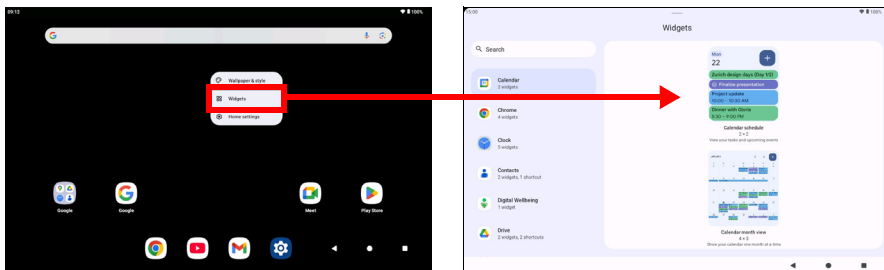 09:13
100%
Wallpaper & style
Widgets
Home settings
Google
Google
Meet
Play Store
15:00
100%
Widgets
Search
Calendar
2 widgets
Chrome
4 widgets
Clock
5 widgets
Contacts
2 widgets, 1 shortcut
Digital Wellbeing
1 widget
Drive
2 widgets, 2 shortcuts
Mon
22
Zurich design days (Day 1/2)
Finalise presentation
Project update
10:00 – 10:30 AM
Dinner with Gloria
5:30 – 9:00 PM
Calendar schedule
2 × 2
View your tasks and upcoming events
Calendar month view
4 × 3
Show your calendar one month at a time